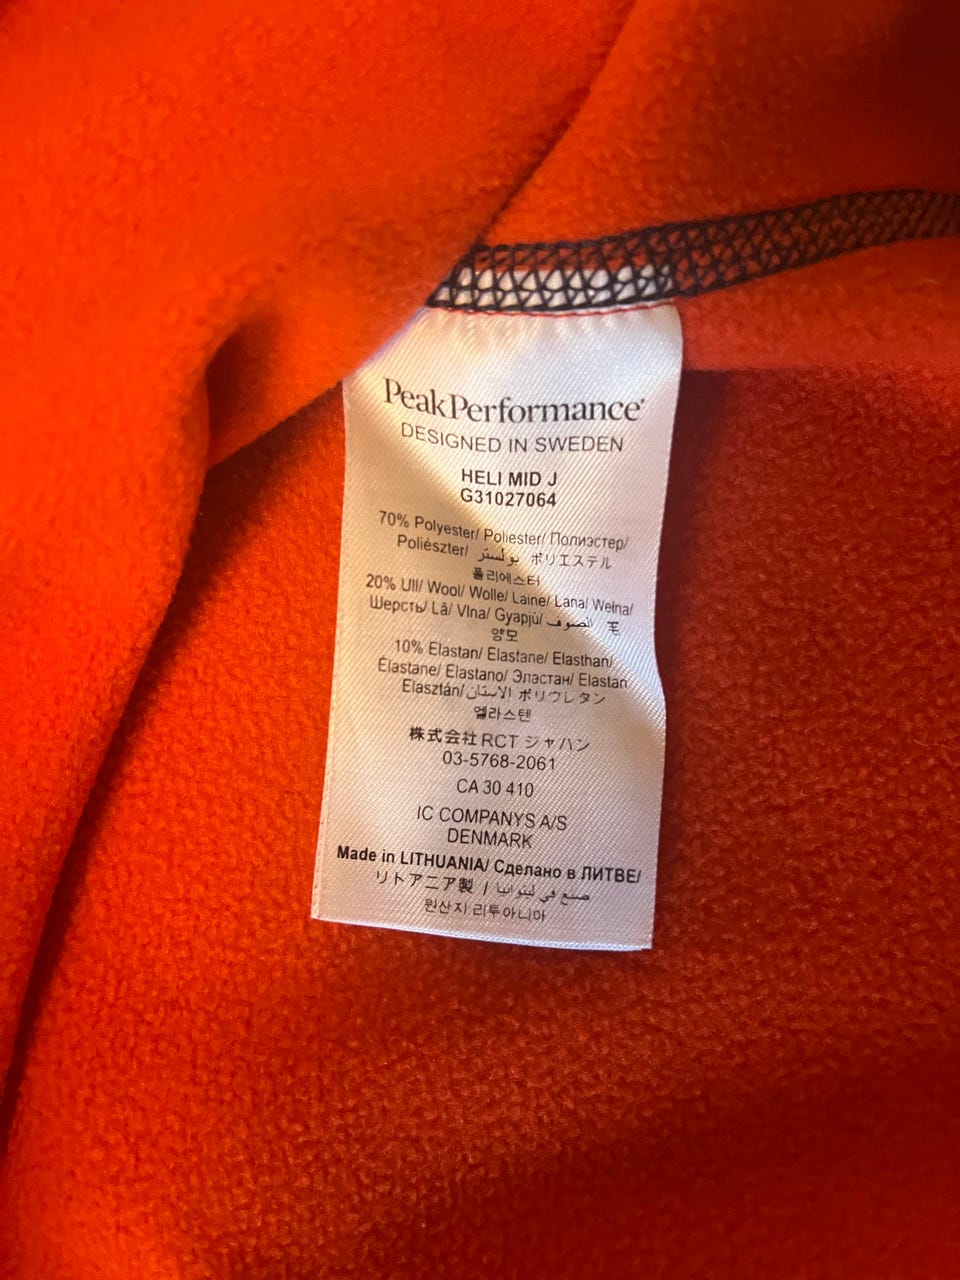 PeakPerformance
DESIGNED IN SWEDEN
HELI MID J
G31027064
70% Polyester/ Poliester/ Полиэстер/
Poliészter/ بولستر ポリエステル
폴리에스터
20% Ull/ Wool/ Wolle/ Laine/ Lana/ Wełna/
Шерсть/ Lã/ Vlna/ Gyapjú/ الصوف 毛
양모
10% Elastan/ Elastane/ Elasthan/
Élastane/ Elastano/ Эластан/ Elastan
Elasztán/ الاستان ポリウレタン
엘라스텐
株式会社 RCT ジャパン
03-5768-2061
CA 30 410
IC COMPANYS A/S
DENMARK
Made in LITHUANIA/ Сделано в ЛИТВЕ/
リトアニア製 / صنع في ليتوانيا
원산지:리투아니아